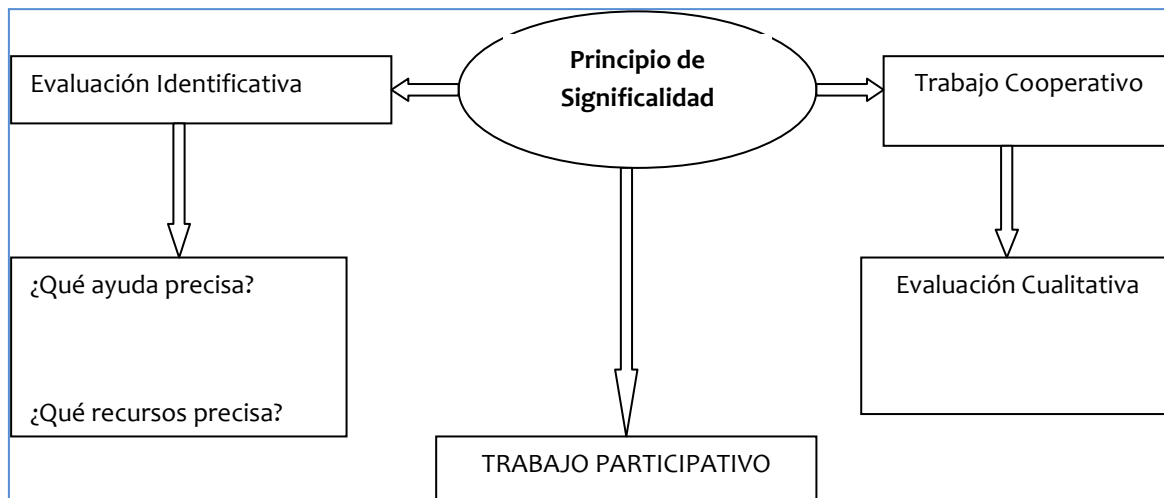 Principio de
Significalidad
Evaluación Identificativa
Trabajo Cooperativo
¿Qué ayuda precisa?
¿Qué recursos precisa?
Evaluación Cualitativa
TRABAJO PARTICIPATIVO